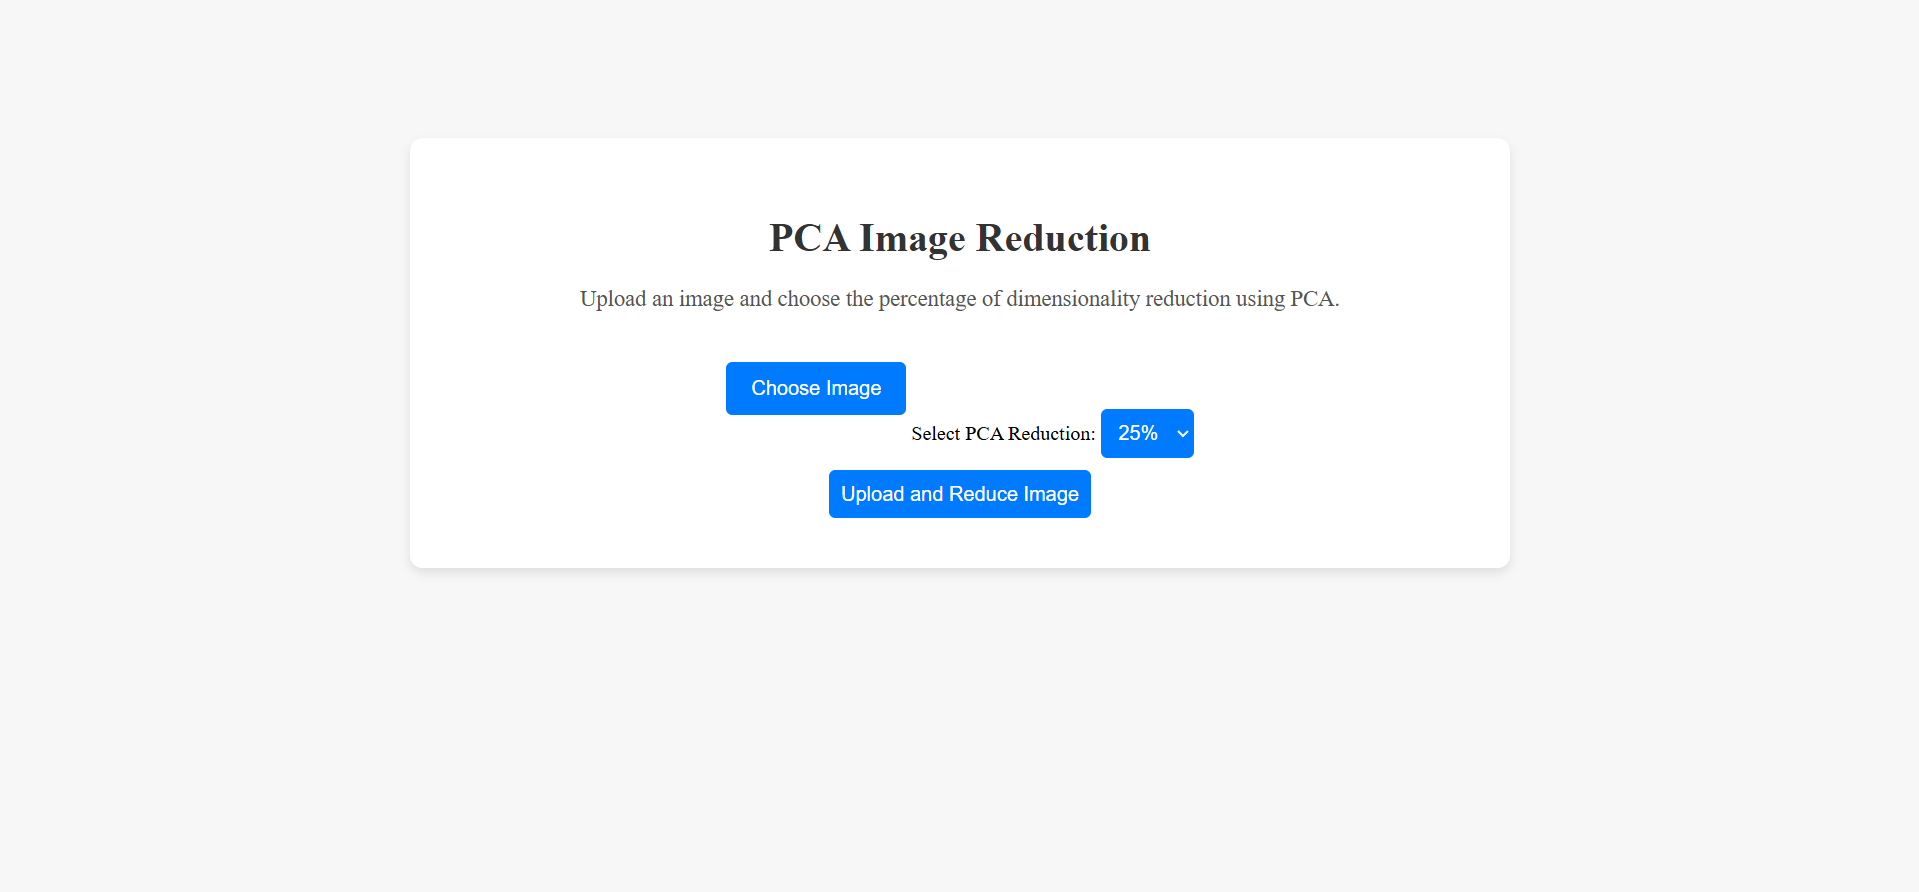 PCA Image Reduction
Upload an image and choose the percentage of dimensionality reduction using PCA.
Choose Image
Select PCA Reduction: 25%
Upload and Reduce Image